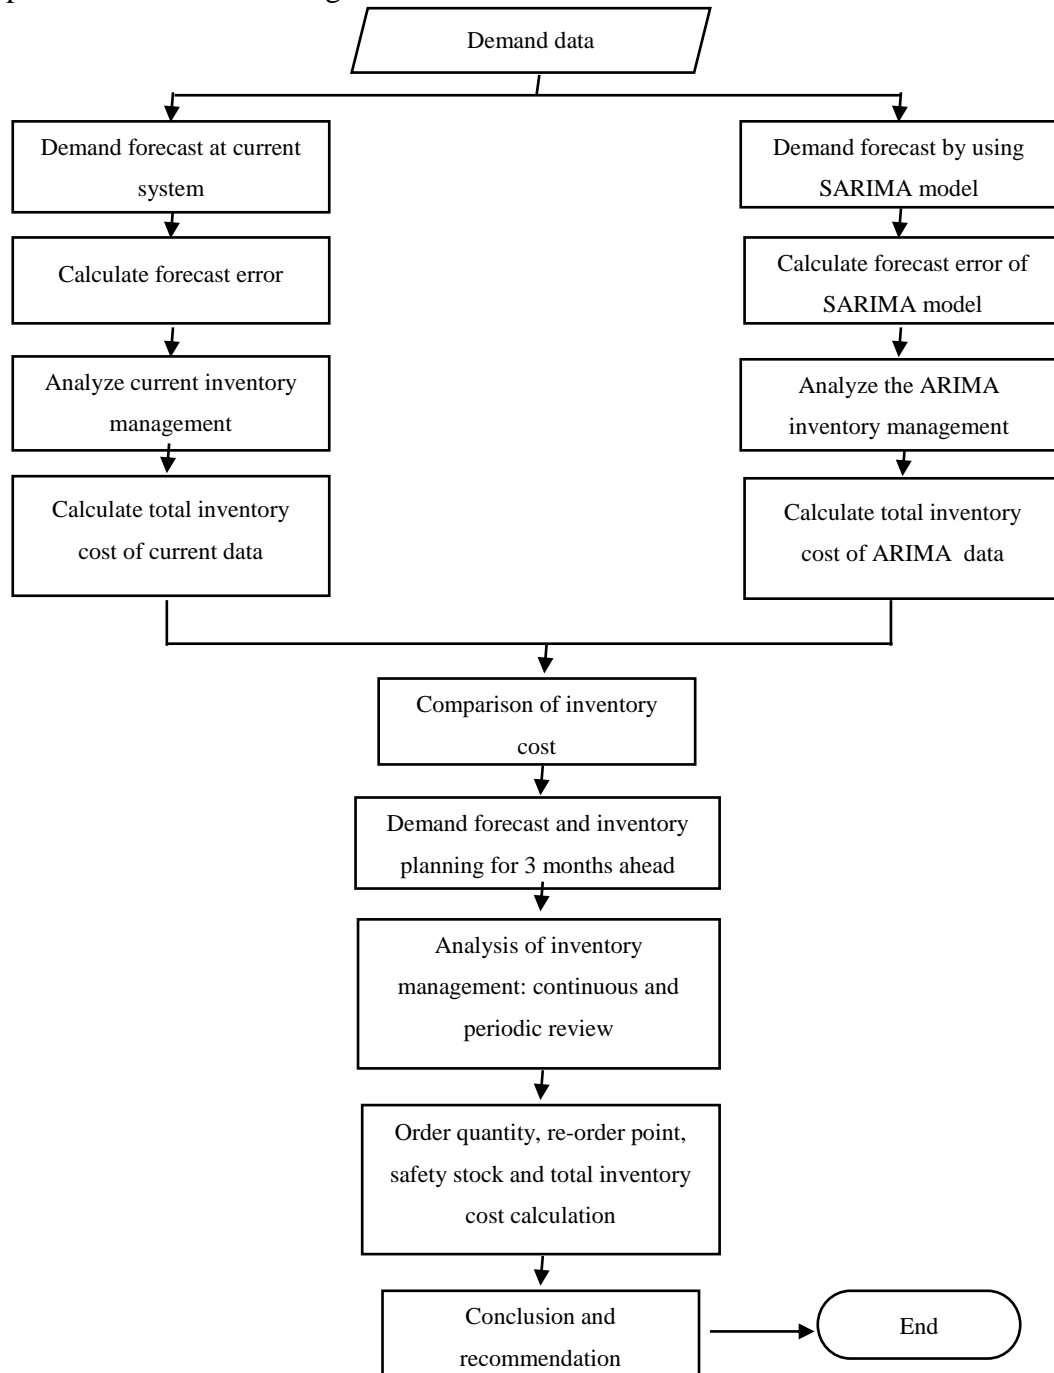 Demand data
Demand forecast at current
system
Demand forecast by using
SARIMA model
Calculate forecast error
Calculate forecast error of
SARIMA model
Analyze current inventory
management
Analyze the ARIMA
inventory management
Calculate total inventory
cost of current data
Calculate total inventory
cost of ARIMA data
Comparison of inventory
cost
Demand forecast and inventory
planning for 3 months ahead
Analysis of inventory
management: continuous and
periodic review
Order quantity, re-order point,
safety stock and total inventory
cost calculation
Conclusion and
recommendation
End